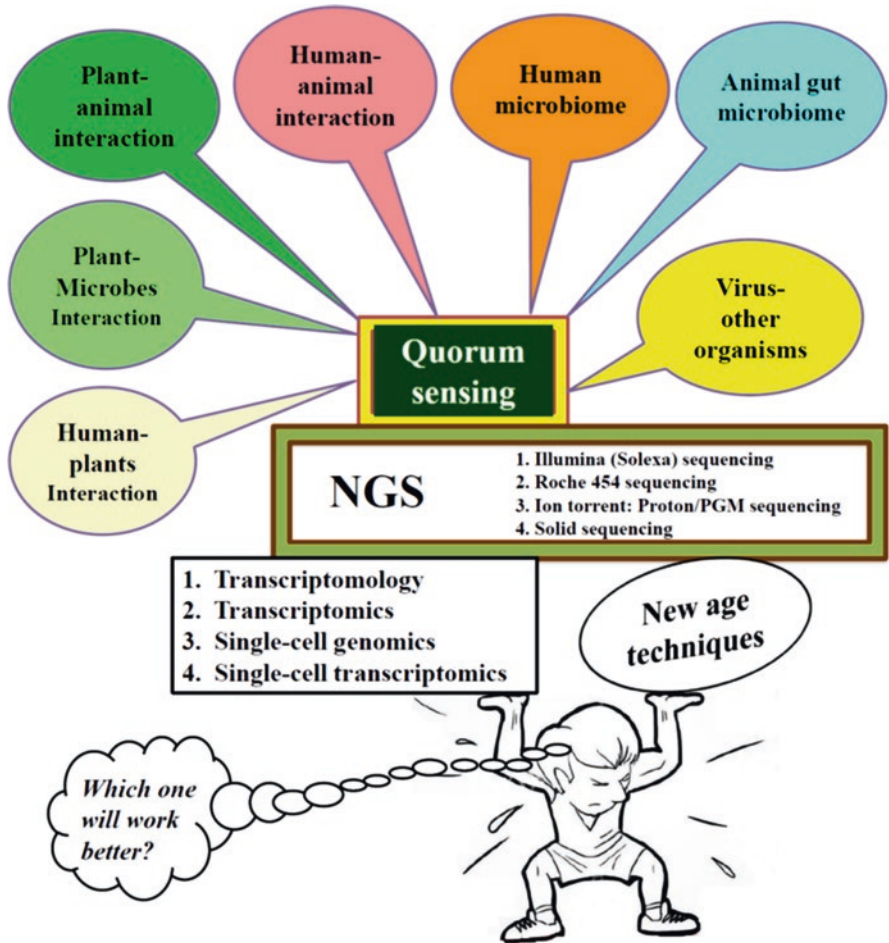 Plant-
animal
interaction
Human-
animal
interaction
Human
microbiome
Animal gut
microbiome
Plant-
Microbes
Interaction
Virus-
other
organisms
Quorum
sensing
Human-
plants
Interaction
NGS
1. Illumina (Solexa) sequencing
2. Roche 454 sequencing
3. Ion torrent: Proton/PGM sequencing
4. Solid sequencing
1. Transcriptomology
2. Transcriptomics
3. Single-cell genomics
4. Single-cell transcriptomics
New age
techniques
Which one
will work
better?